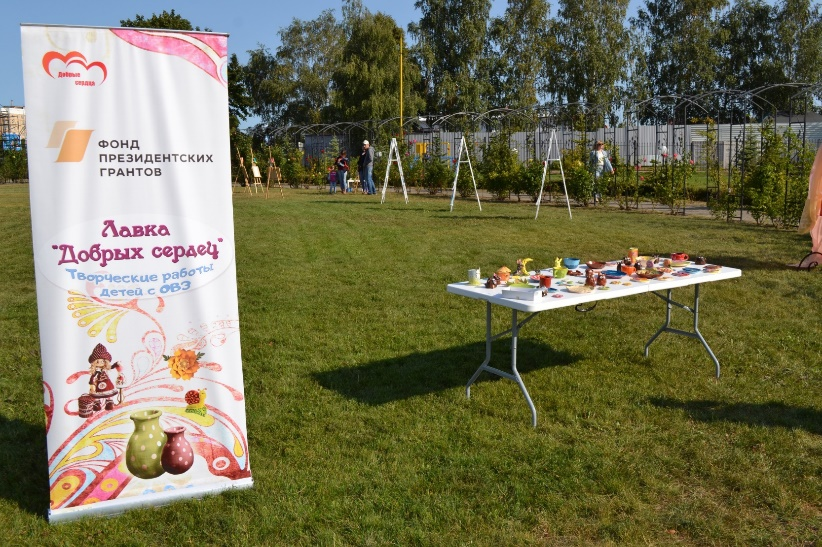 Добрые
сердца
ФОНД
ПРЕЗИДЕНТСКИХ
ГРАНТОВ
Лавка
"Добрых сердец"
Творческие работы
детей с ОВЗ